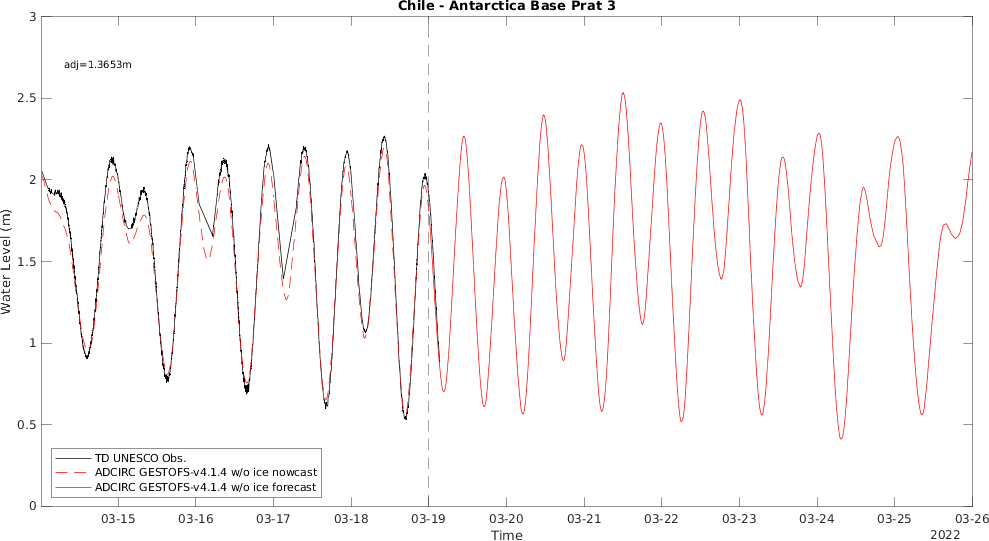 Chile - Antarctica Base Prat 3
3
2.5
2
1.5
1
0.5
0
Water Level (m)
adj=1.3653m
TD UNESCO Obs.
ADCIRC GESTOFS-v4.1.4 w/o ice nowcast
ADCIRC GESTOFS-v4.1.4 w/o ice forecast
03-15 03-16 03-17 03-18 03-19 03-20 03-21 03-22 03-23 03-24 03-25 03-26
Time
2022